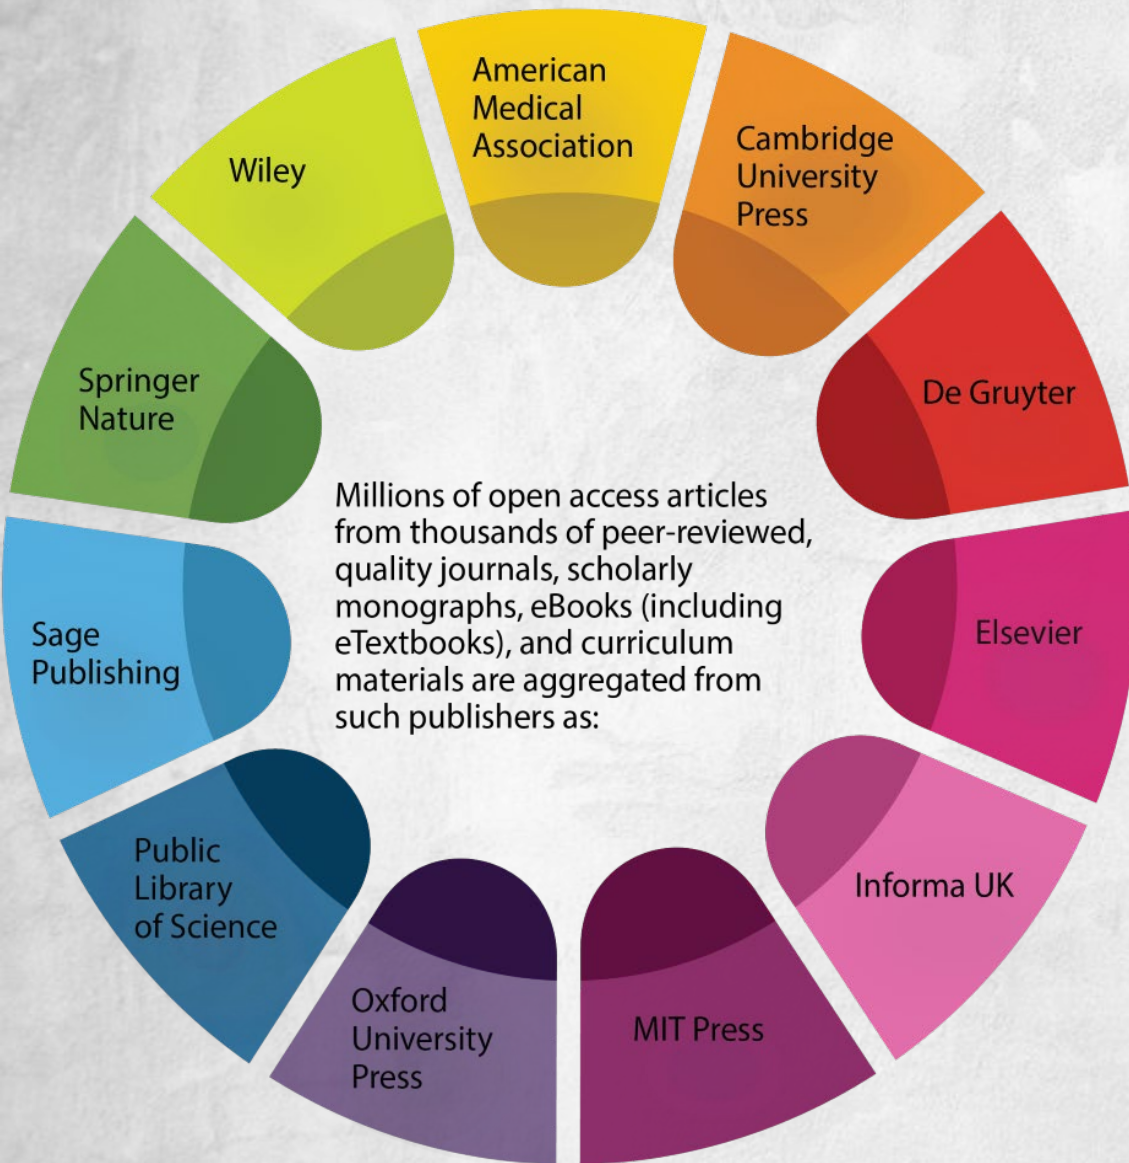 American
Medical
Association
Cambridge
University
Press
De Gruyter
Elsevier
Informa UK
MIT Press
Oxford
University
Press
Public
Library
of Science
Sage
Publishing
Springer
Nature
Wiley
Millions of open access articles
from thousands of peer-reviewed,
quality journals, scholarly
monographs, eBooks (including
eTextbooks), and curriculum
materials are aggregated from
such publishers as: